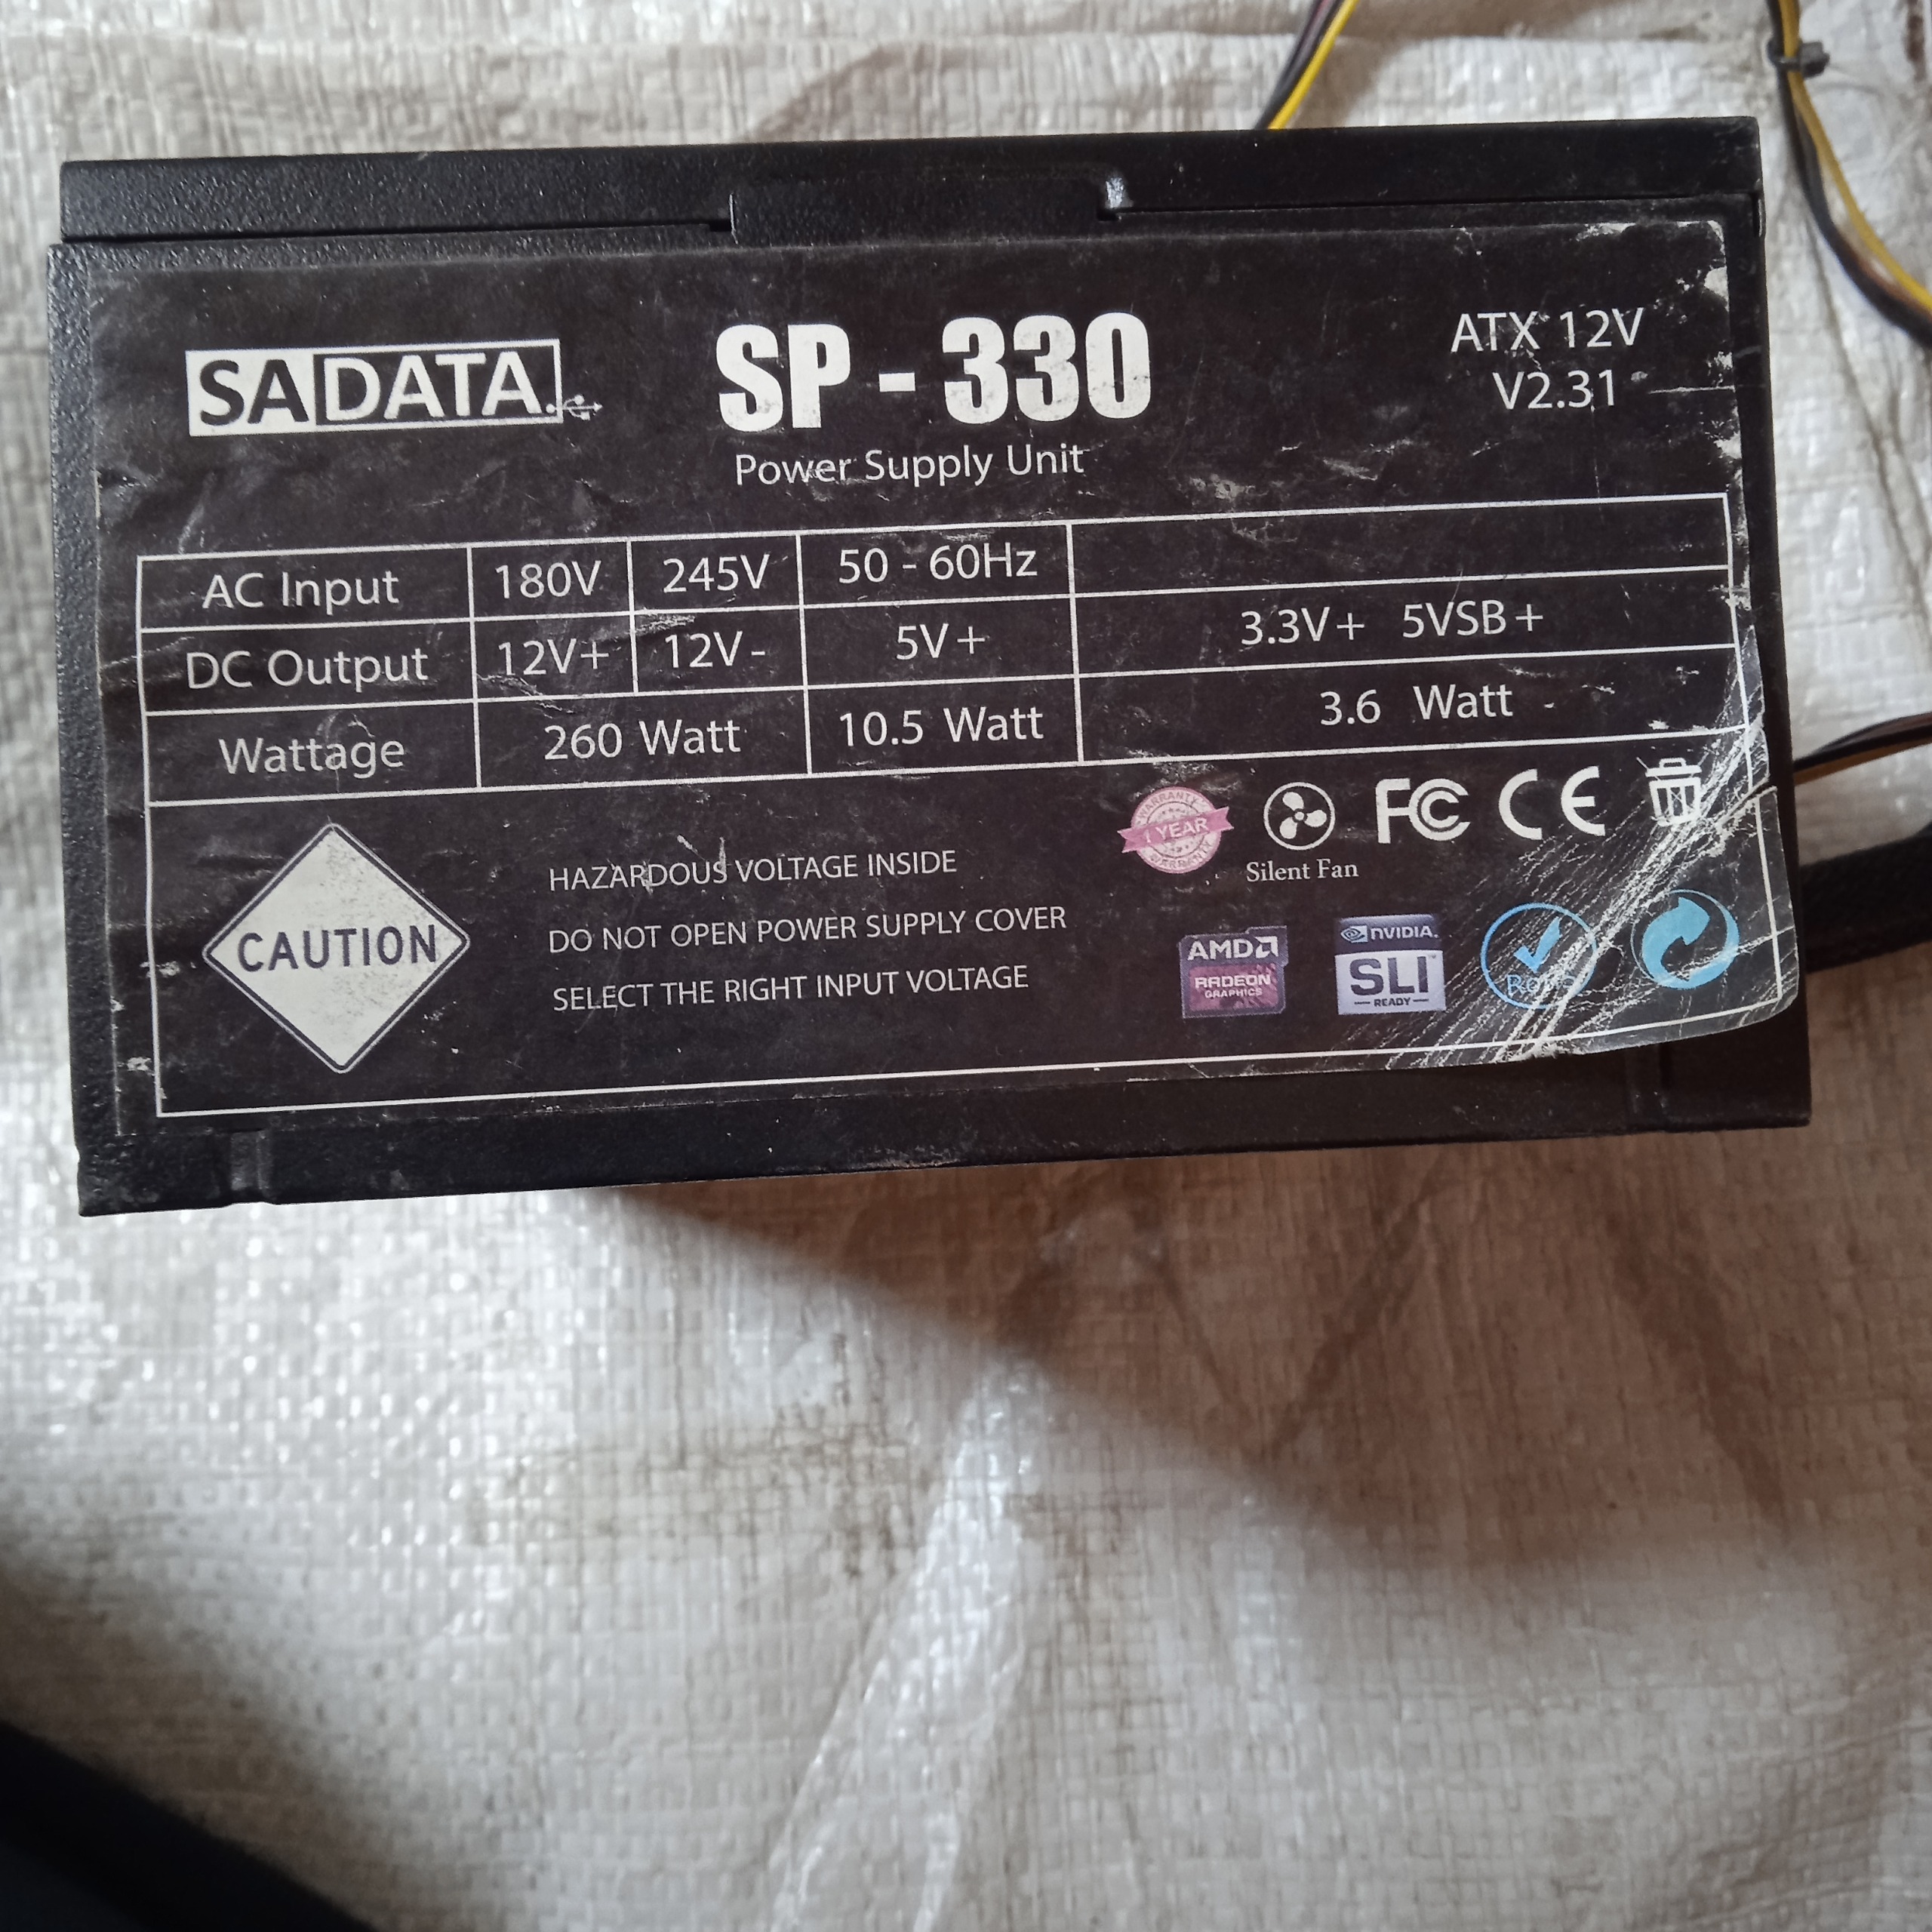 SADATA
SP - 330
ATX 12V
V2.31
Power Supply Unit
AC Input 180V 245V 50 - 60Hz
DC Output 12V+ 12V- 5V+ 3.3V+ 5VSB+
Wattage 260 Watt 10.5 Watt 3.6 Watt
CAUTION
HAZARDOUS VOLTAGE INSIDE
DO NOT OPEN POWER SUPPLY COVER
SELECT THE RIGHT INPUT VOLTAGE
WARRANTY
1 YEAR
WARRANTY
Silent Fan
FC CE
AMD
RADEON
GRAPHICS
NVIDIA.
SLI
READY